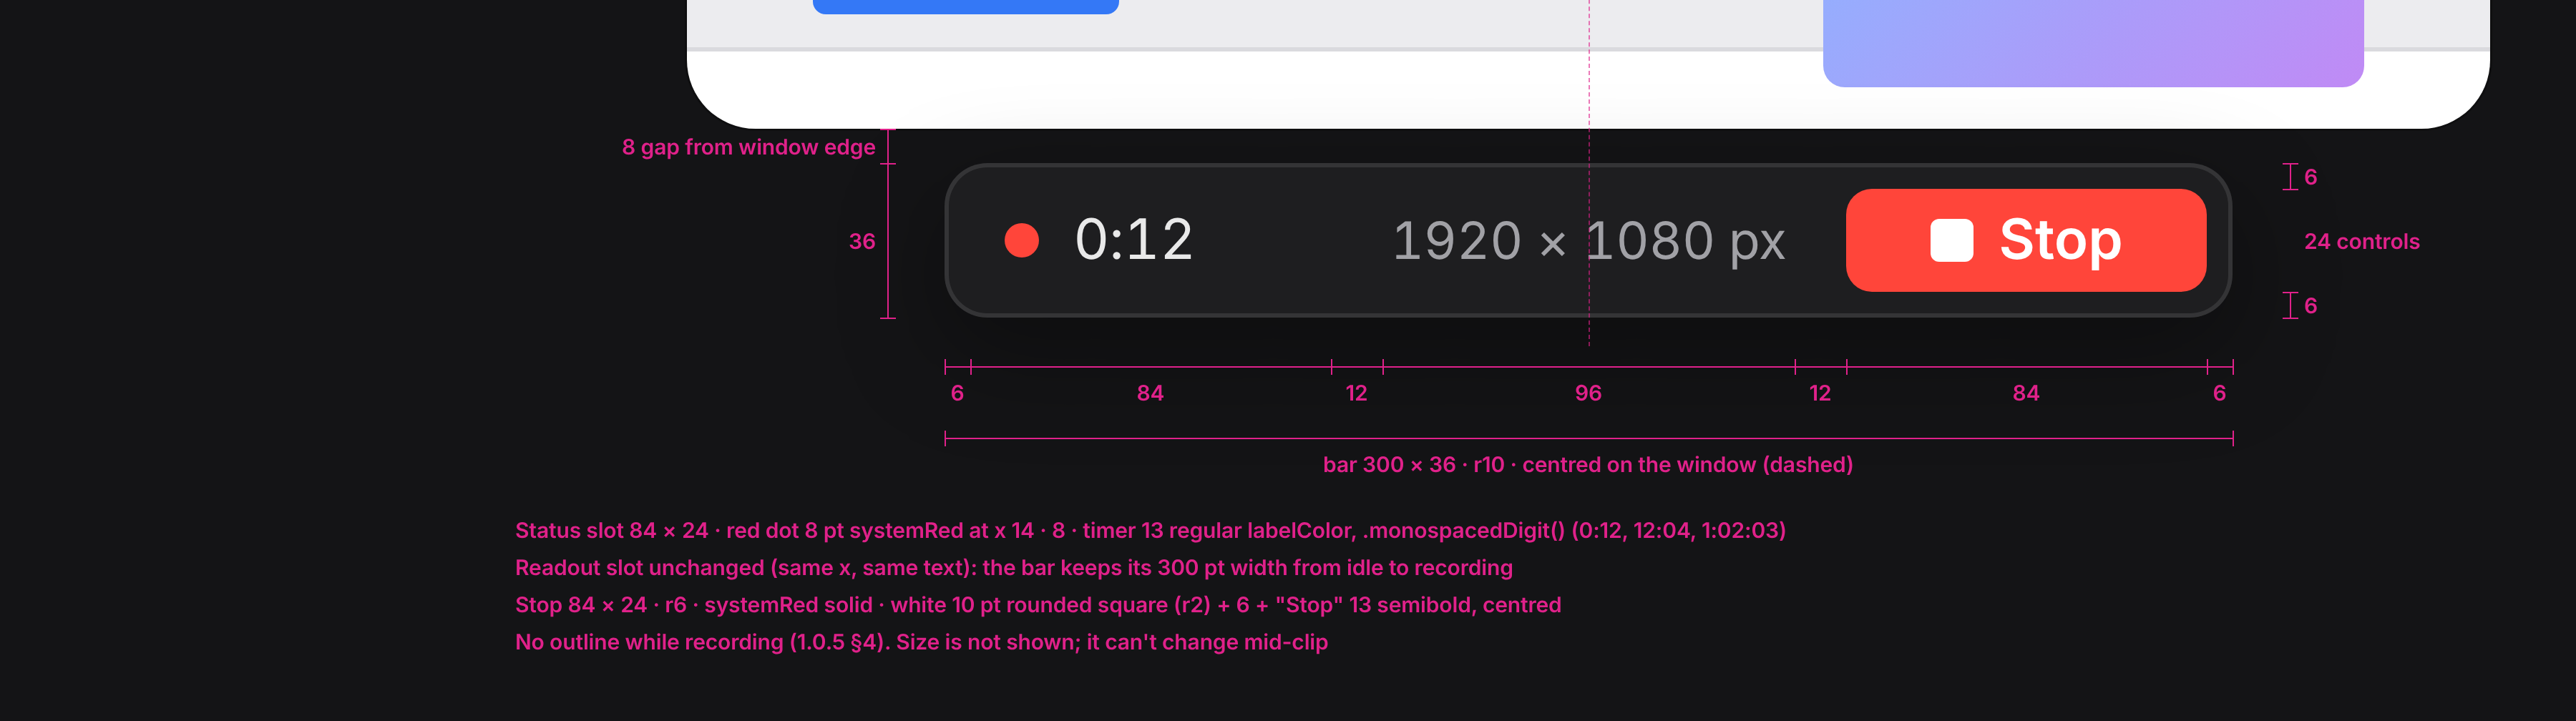 8 gap from window edge
6
36
0:12
1920 × 1080 px
Stop
24 controls
6
6
84
12
96
12
84
6
bar 300 × 36 · r10 · centred on the window (dashed)
Status slot 84 × 24 · red dot 8 pt systemRed at x 14 · 8 · timer 13 regular labelColor, .monospacedDigit() (0:12, 12:04, 1:02:03)
Readout slot unchanged (same x, same text): the bar keeps its 300 pt width from idle to recording
Stop 84 × 24 · r6 · systemRed solid · white 10 pt rounded square (r2) + 6 + "Stop" 13 semibold, centred
No outline while recording (1.0.5 §4). Size is not shown; it can't change mid-clip